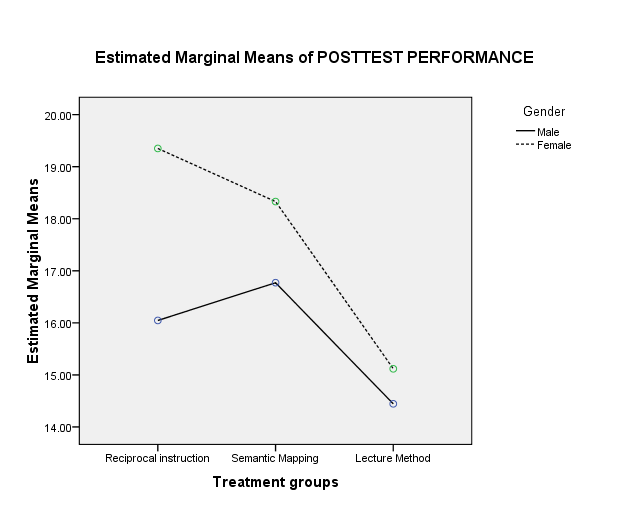 Estimated Marginal Means of POSTTEST PERFORMANCE
Gender
Male
Female
Estimated Marginal Means
20.00
19.00
18.00
17.00
16.00
15.00
14.00
Reciprocal instruction
Semantic Mapping
Lecture Method
Treatment groups